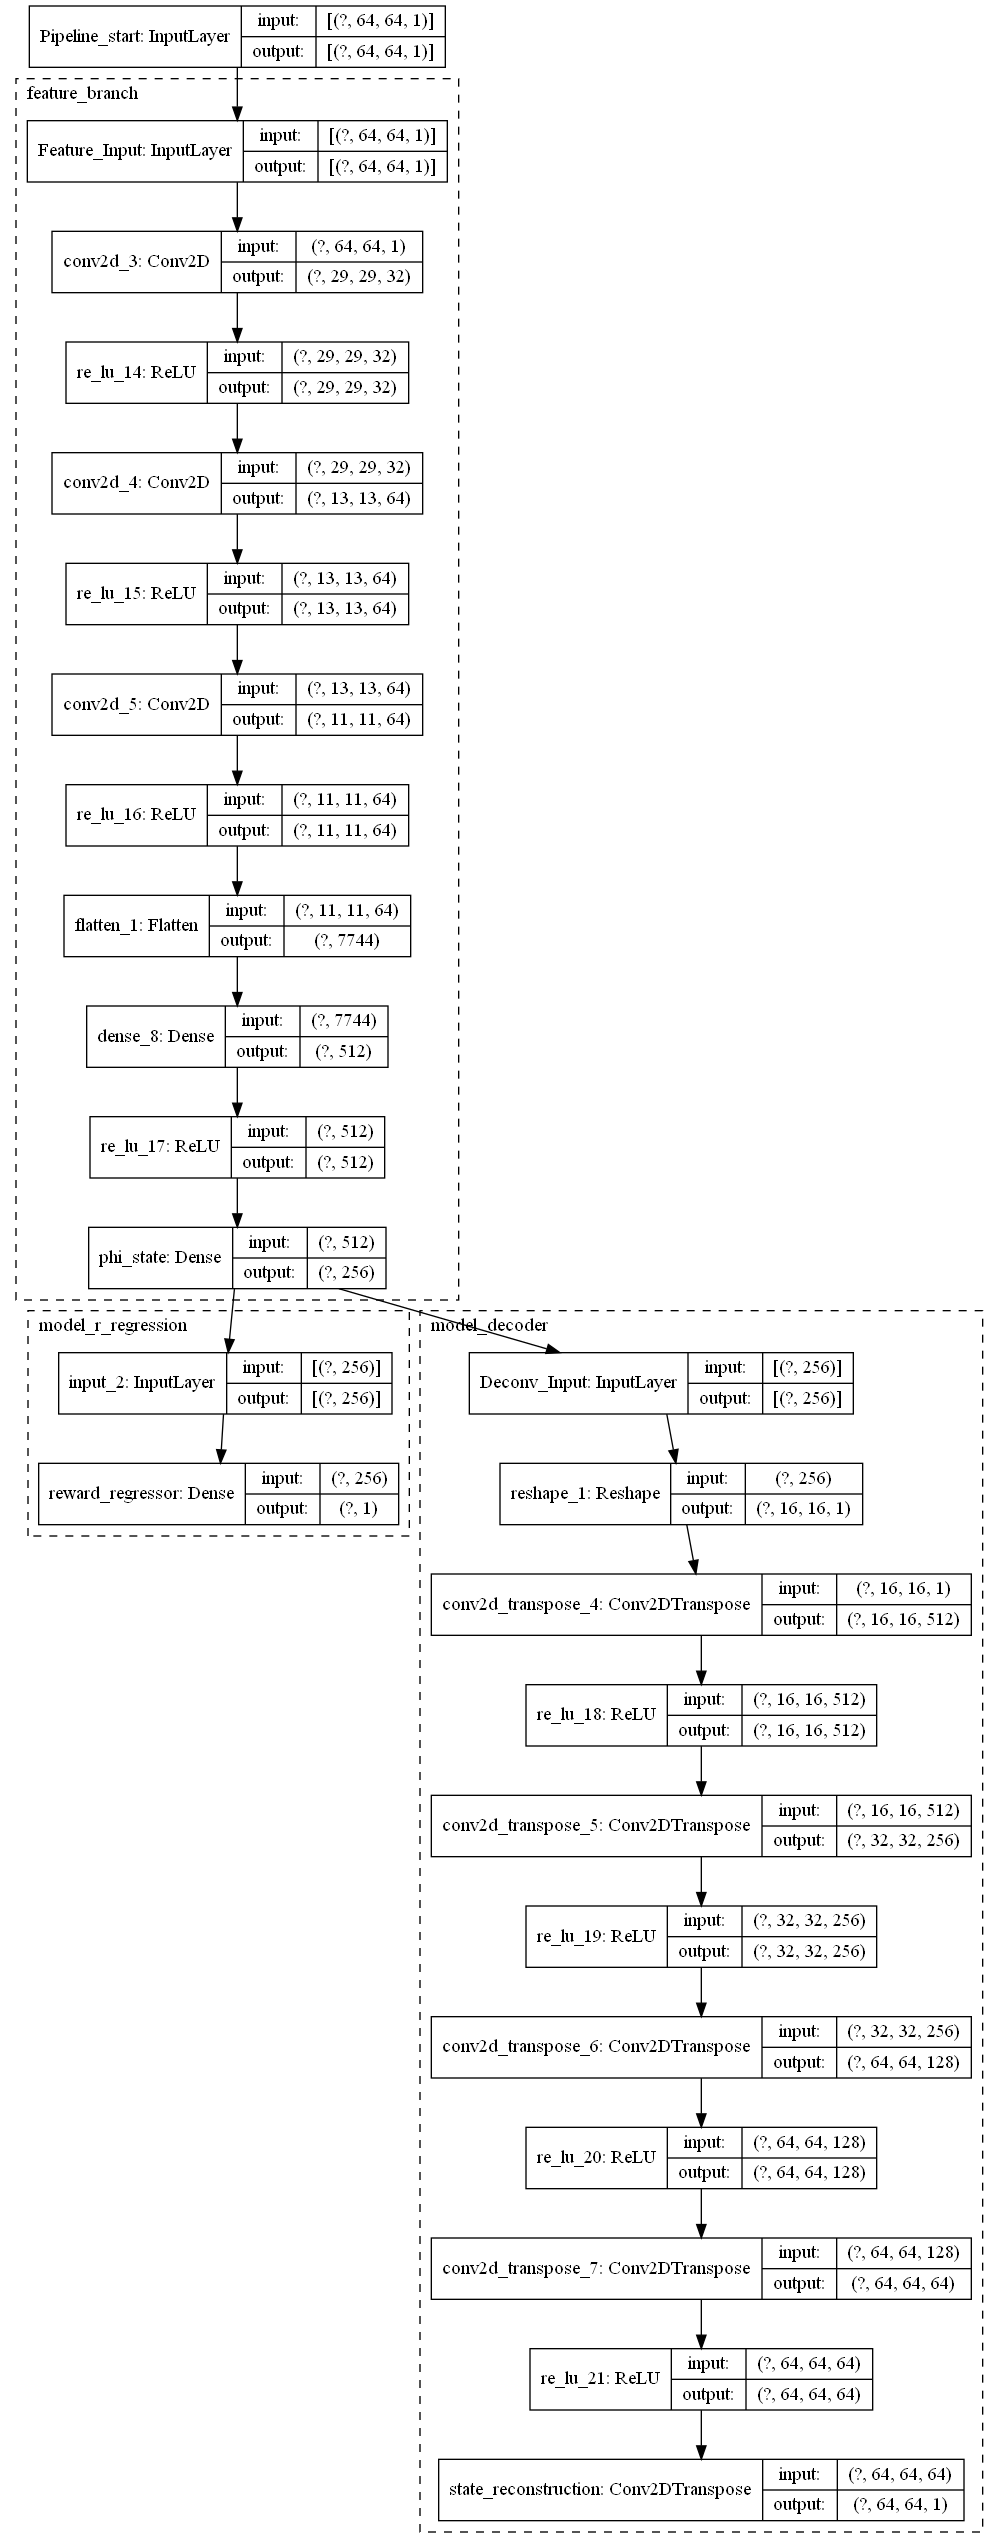 Pipeline_start: InputLayer
input: [(?, 64, 64, 1)]
output: [(?, 64, 64, 1)]
feature_branch
Feature_Input: InputLayer
input: [(?, 64, 64, 1)]
output: [(?, 64, 64, 1)]
conv2d_3: Conv2D
input: (?, 64, 64, 1)
output: (?, 29, 29, 32)
re_lu_14: ReLU
input: (?, 29, 29, 32)
output: (?, 29, 29, 32)
conv2d_4: Conv2D
input: (?, 29, 29, 32)
output: (?, 13, 13, 64)
re_lu_15: ReLU
input: (?, 13, 13, 64)
output: (?, 13, 13, 64)
conv2d_5: Conv2D
input: (?, 13, 13, 64)
output: (?, 11, 11, 64)
re_lu_16: ReLU
input: (?, 11, 11, 64)
output: (?, 11, 11, 64)
flatten_1: Flatten
input: (?, 11, 11, 64)
output: (?, 7744)
dense_8: Dense
input: (?, 7744)
output: (?, 512)
re_lu_17: ReLU
input: (?, 512)
output: (?, 512)
phi_state: Dense
input: (?, 512)
output: (?, 256)
model_r_regression
input_2: InputLayer
input: [(?, 256)]
output: [(?, 256)]
reward_regressor: Dense
input: (?, 256)
output: (?, 1)
model_decoder
Deconv_Input: InputLayer
input: [(?, 256)]
output: [(?, 256)]
reshape_1: Reshape
input: (?, 256)
output: (?, 16, 16, 1)
conv2d_transpose_4: Conv2DTranspose
input: (?, 16, 16, 1)
output: (?, 16, 16, 512)
re_lu_18: ReLU
input: (?, 16, 16, 512)
output: (?, 16, 16, 512)
conv2d_transpose_5: Conv2DTranspose
input: (?, 16, 16, 512)
output: (?, 32, 32, 256)
re_lu_19: ReLU
input: (?, 32, 32, 256)
output: (?, 32, 32, 256)
conv2d_transpose_6: Conv2DTranspose
input: (?, 32, 32, 256)
output: (?, 64, 64, 128)
re_lu_20: ReLU
input: (?, 64, 64, 128)
output: (?, 64, 64, 128)
conv2d_transpose_7: Conv2DTranspose
input: (?, 64, 64, 128)
output: (?, 64, 64, 64)
re_lu_21: ReLU
input: (?, 64, 64, 64)
output: (?, 64, 64, 64)
state_reconstruction: Conv2DTranspose
input: (?, 64, 64, 64)
output: (?, 64, 64, 1)